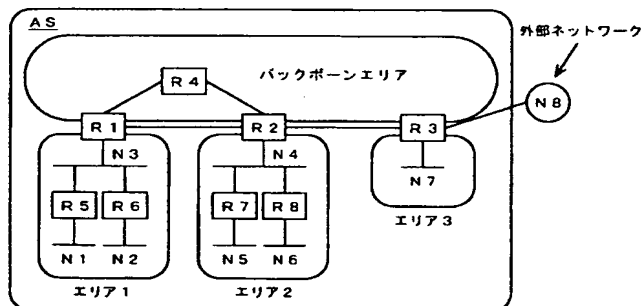 AS
外部ネットワーク
バックボーンエリア
R4
N8
R1
R2
R3
N3
N4
N7
R5
R6
R7
R8
エリア3
N1
N2
N5
N6
エリア1
エリア2